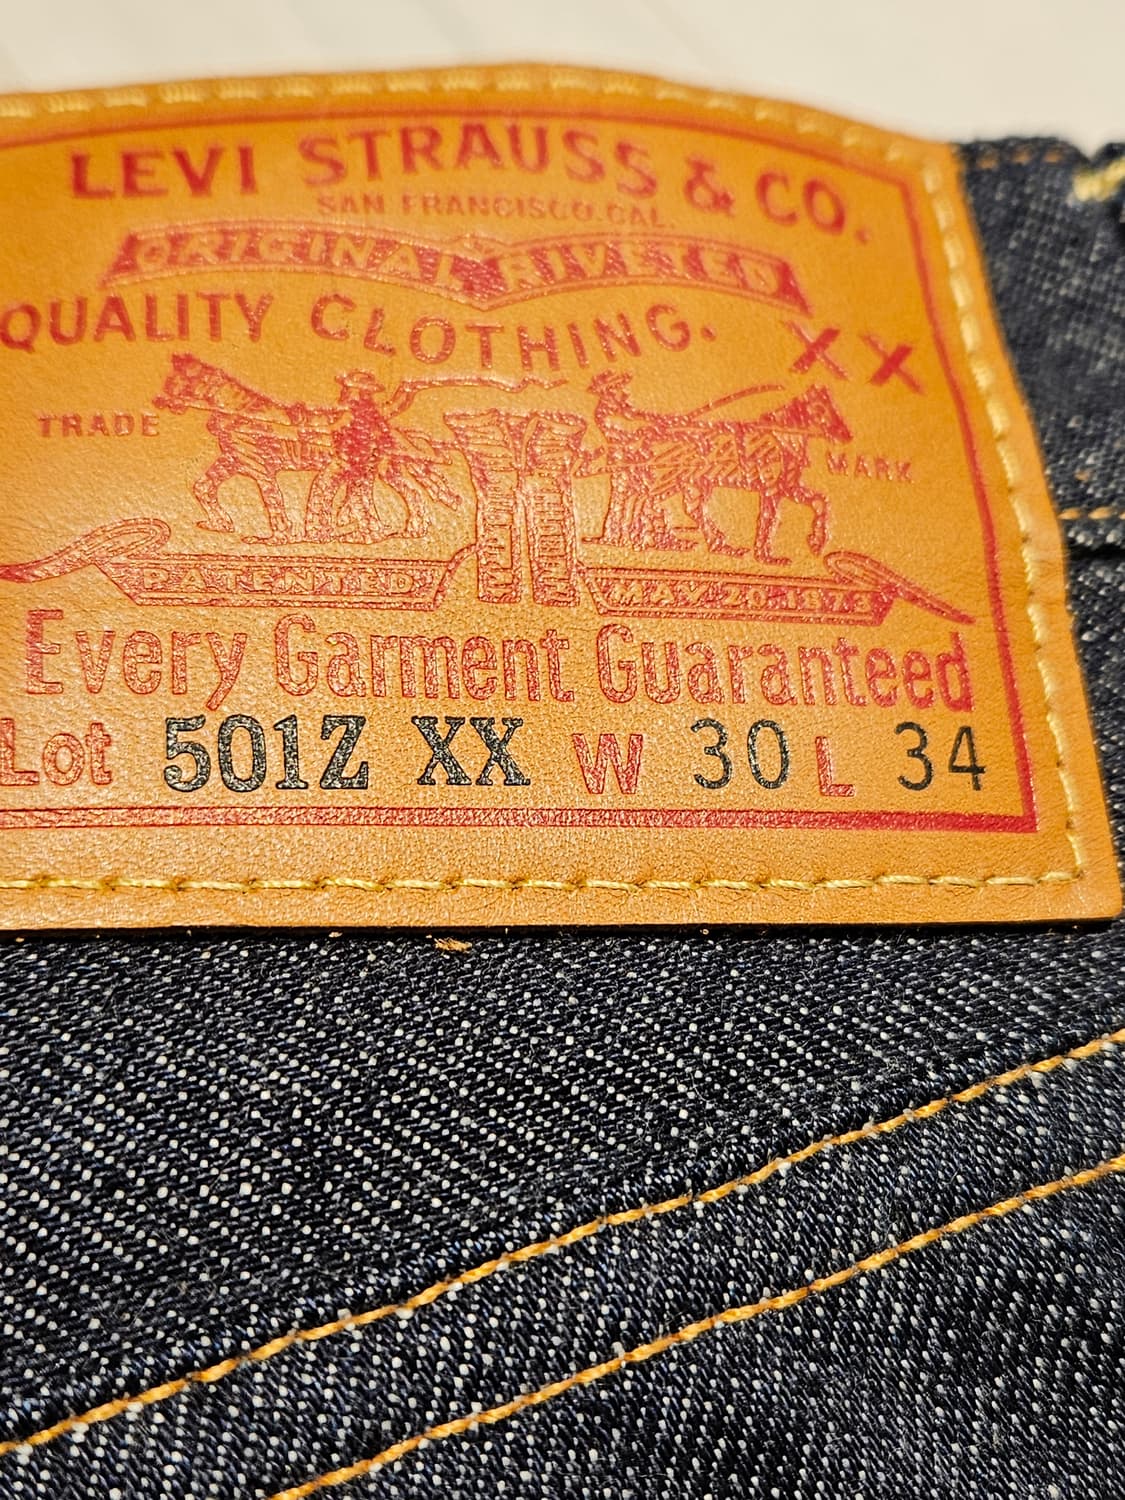 LEVI STRAUSS & CO.
SAN FRANCISCO.CAL.
ORIGINAL RIVETED
QUALITY CLOTHING. XX
TRADE MARK
PATENTED MAY 20 1873
Every Garment Guaranteed
Lot 501Z XX W 30 L 34